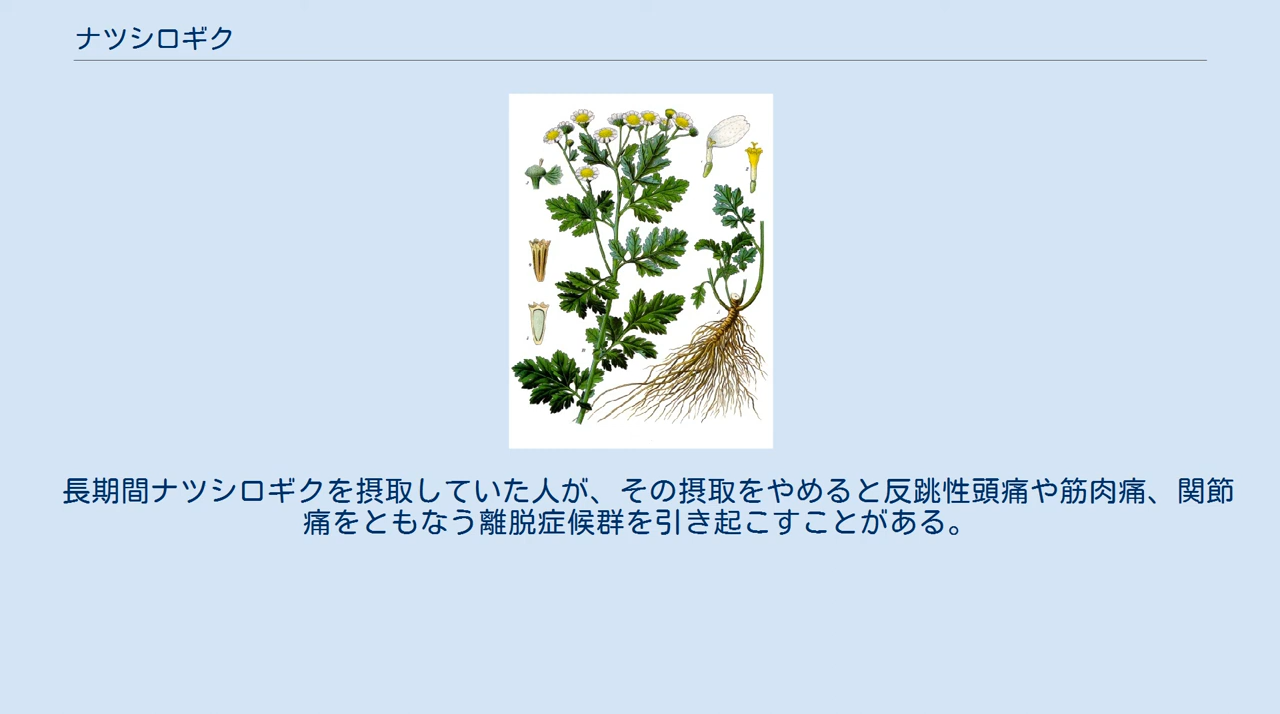 ナツシロギク
長期間ナツシロギクを摂取していた人が、その摂取をやめると反跳性頭痛や筋肉痛、関節
痛をともなう離脱症候群を引き起こすことがある。